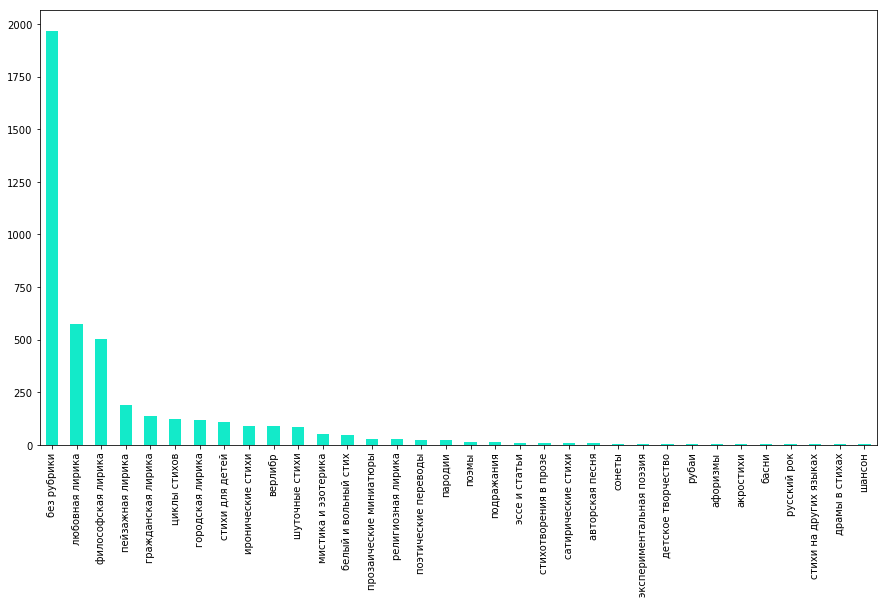 2000
1750
1500
1250
1000
750
500
250
0
без рубрики
любовная лирика
философская лирика
пейзажная лирика
гражданская лирика
циклы стихов
городская лирика
стихи для детей
иронические стихи
верлибр
шуточные стихи
мистика и эзотерика
белый и вольный стих
прозаические миниатюры
религиозная лирика
поэтические переводы
пародии
поэмы
подражания
эссе и статьи
стихотворения в прозе
сатирические стихи
авторская песня
сонеты
экспериментальная поэзия
детское творчество
рубаи
афоризмы
акростихи
басни
русский рок
стихи на других языках
драмы в стихах
шансон